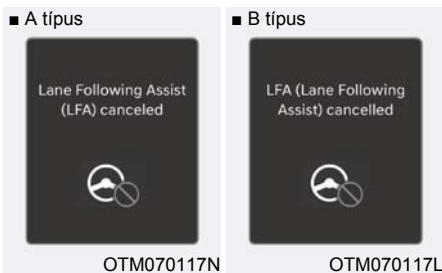 ■ A típus
Lane Following Assist
(LFA) canceled
OTM070117N
■ B típus
LFA (Lane Following
Assist) cancelled
OTM070117L